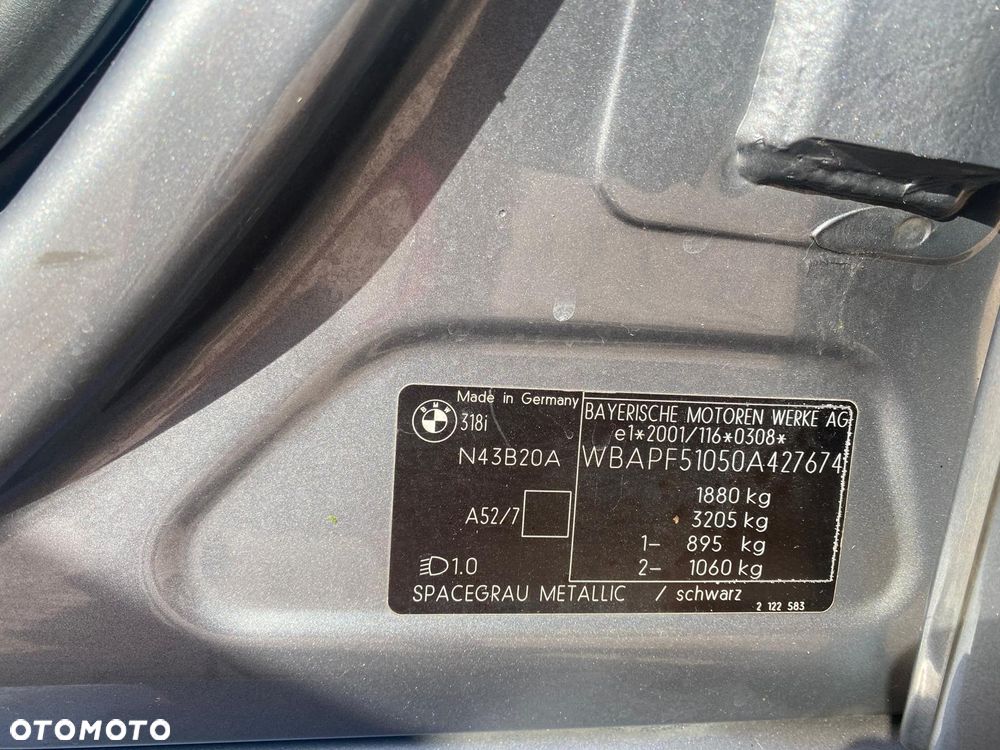 Made in Germany
BMW
318i
N43B20A
A52/7
1.0
BAYERISCHE MOTOREN WERKE AG
e1*2001/116*0308*
WBAPF51050A427674
1880 kg
3205 kg
1- 895 kg
2- 1060 kg
SPACEGRAU METALLIC / schwarz
2 122 583
OTOMOTO